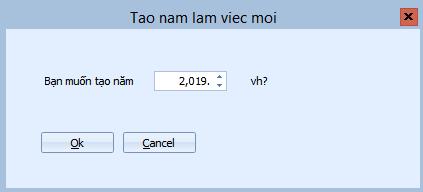 Tao nam lam viec moi
Bạn muốn tạo năm 2,019. vh?
Ok Cancel